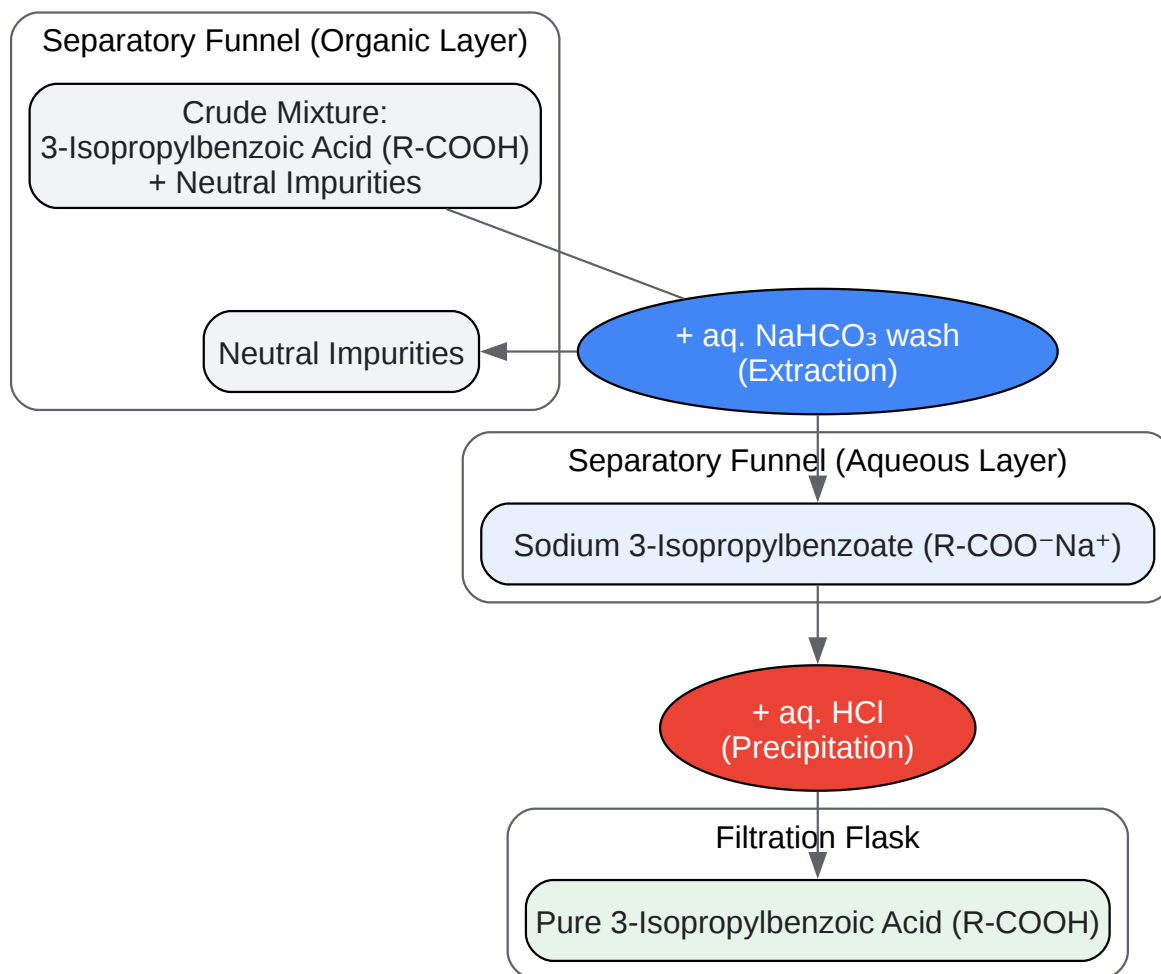 Separatory Funnel (Organic Layer)
Crude Mixture:
3-Isopropylbenzoic Acid (R-COOH)
+ Neutral Impurities
+ aq. NaHCO₃ wash
(Extraction)
Neutral Impurities
Separatory Funnel (Aqueous Layer)
Sodium 3-Isopropylbenzoate (R-COO⁻Na⁺)
+ aq. HCl
(Precipitation)
Filtration Flask
Pure 3-Isopropylbenzoic Acid (R-COOH)